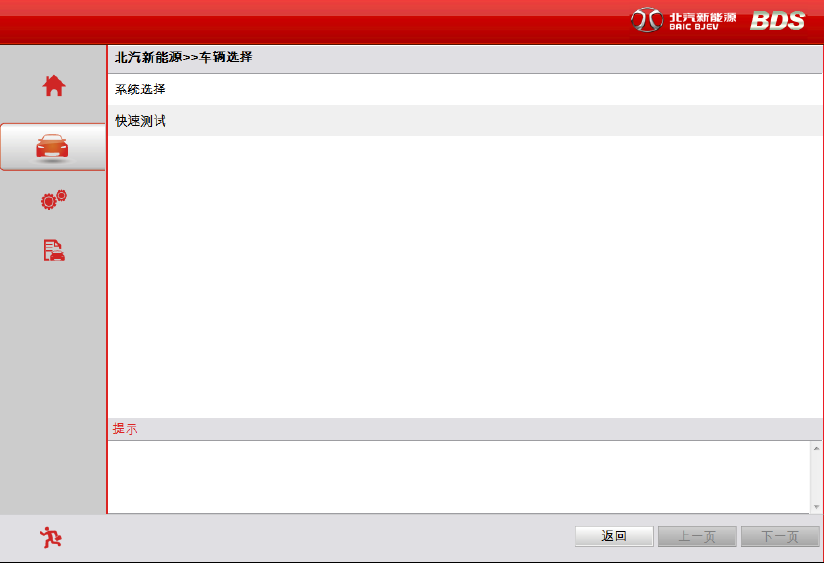 北汽新能源
BAIC BJEV
BDS
北汽新能源>>车辆选择
系统选择
快速测试
提示
返回
上一页
下一页